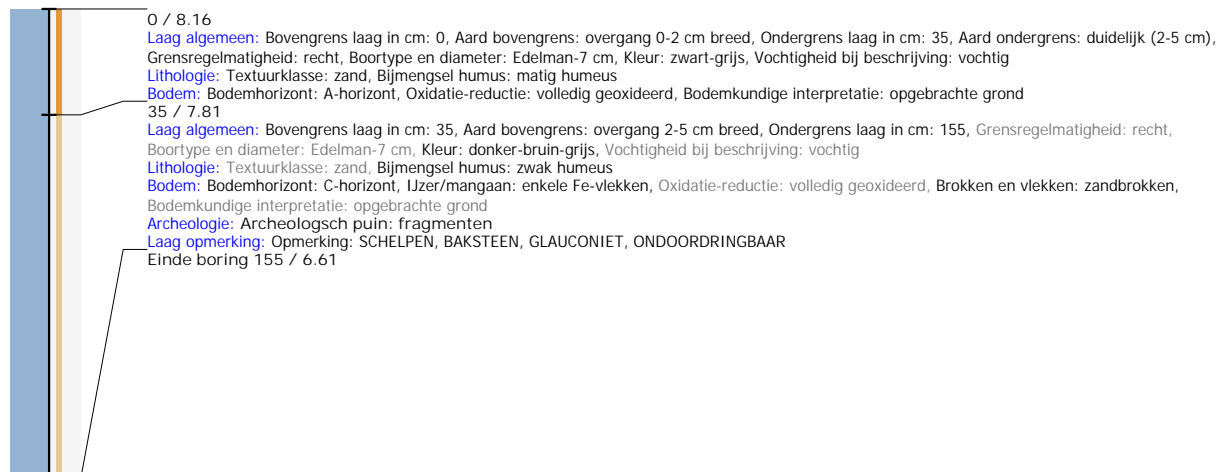 0 / 8.16
Laag algemeen: Bovengrens laag in cm: 0, Aard bovengrens: overgang 0-2 cm breed, Ondergrens laag in cm: 35, Aard ondergrens: duidelijk (2-5 cm),
Grensregelmatigheid: recht, Boortype en diameter: Edelman-7 cm, Kleur: zwart-grijs, Vochtigheid bij beschrijving: vochtig
Lithologie: Textuurklasse: zand, Bijmengsel humus: matig humeus
Bodem: Bodemhorizont: A-horizont, Oxidatie-reductie: volledig geoxideerd, Bodemkundige interpretatie: opgebrachte grond
35 / 7.81
Laag algemeen: Bovengrens laag in cm: 35, Aard bovengrens: overgang 2-5 cm breed, Ondergrens laag in cm: 155, Grensregelmatigheid: recht,
Boortype en diameter: Edelman-7 cm, Kleur: donker-bruin-grijs, Vochtigheid bij beschrijving: vochtig
Lithologie: Textuurklasse: zand, Bijmengsel humus: zwak humeus
Bodem: Bodemhorizont: C-horizont, IJzer/mangaan: enkele Fe-vlekken, Oxidatie-reductie: volledig geoxideerd, Brokken en vlekken: zandbrokken,
Bodemkundige interpretatie: opgebrachte grond
Archeologie: Archeologsch puin: fragmenten
Laag opmerking: Opmerking: SCHELPEN, BAKSTEEN, GLAUCONIET, ONDOORDRINGBAAR
Einde boring 155 / 6.61